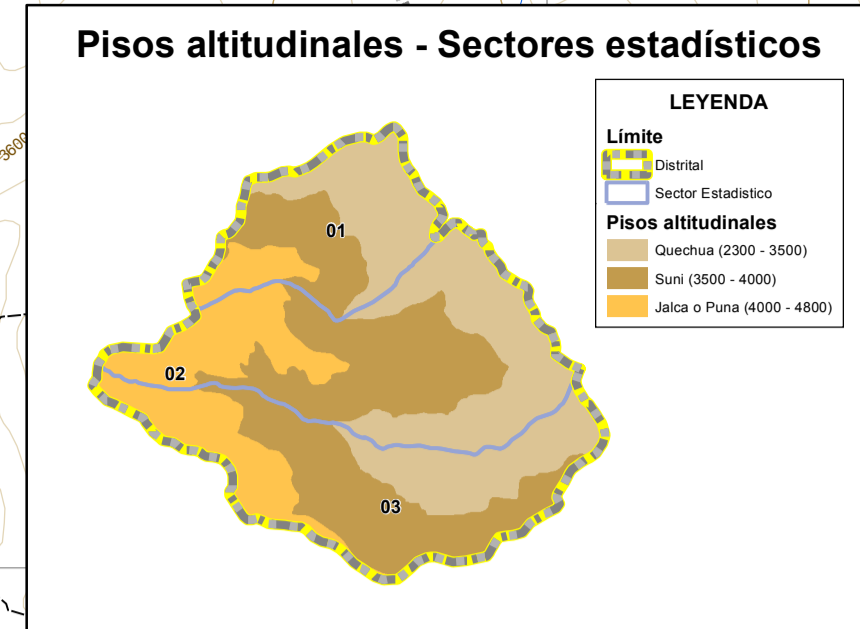 Pisos altitudinales - Sectores estadísticos
3600
LEYENDA
Límite
Distrital
Sector Estadistico
Pisos altitudinales
Quechua (2300 - 3500)
Suni (3500 - 4000)
Jalca o Puna (4000 - 4800)
01
02
03